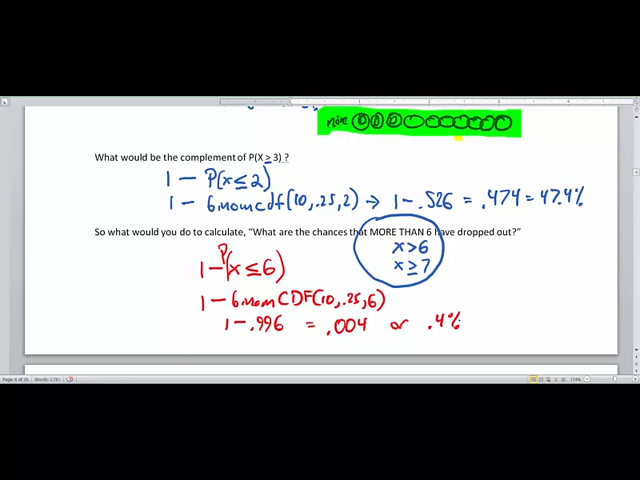 What would be the complement of P(X ≥ 3) ?
1 - P(x ≤ 2)
1 - binomcdf(10,.25,2) → 1 - .526 = .474 = 47.4%
So what would you do to calculate, "What are the chances that MORE THAN 6 have dropped out?"
x > 6
1 - P(x ≤ 6)
x ≥ 7
1 - binomCDF(10,.25,6)
1 - .996 = .004 or .4%